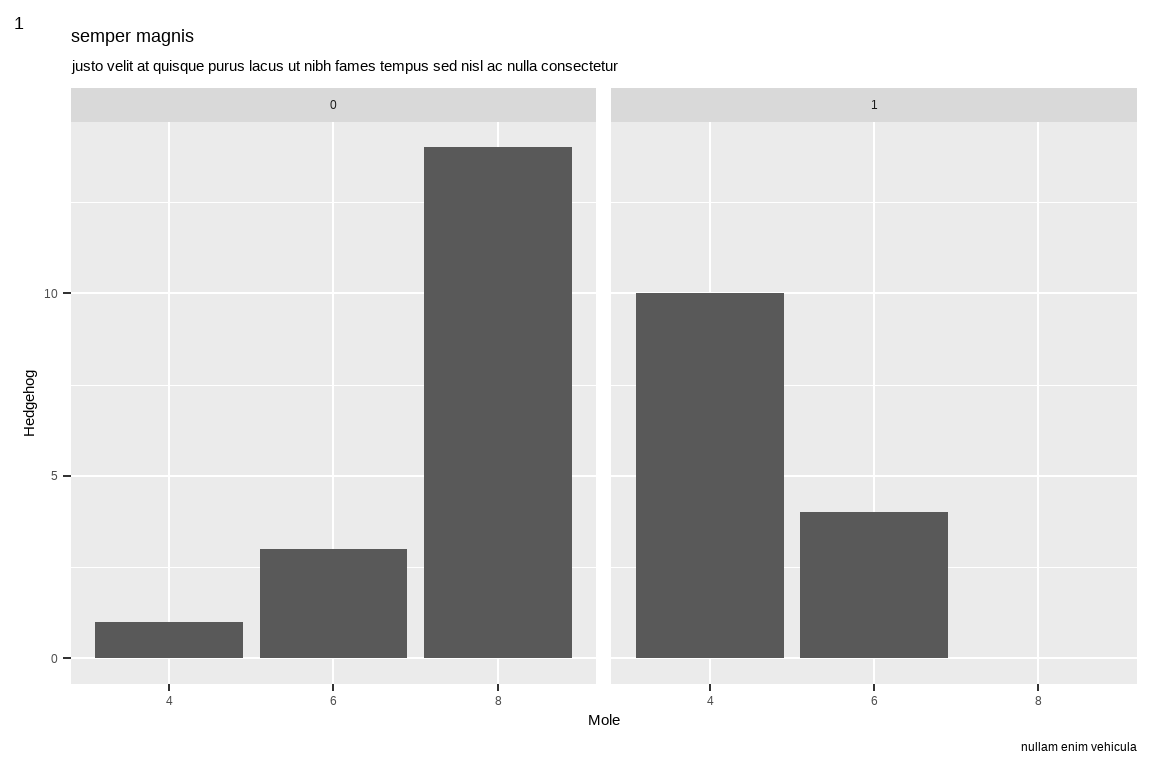 1
semper magnis
justo velit at quisque purus lacus ut nibh fames tempus sed nisl ac nulla consectetur
0
1
10
5
0
Hedgehog
4
6
8
4
6
8
Mole
nullam enim vehicula